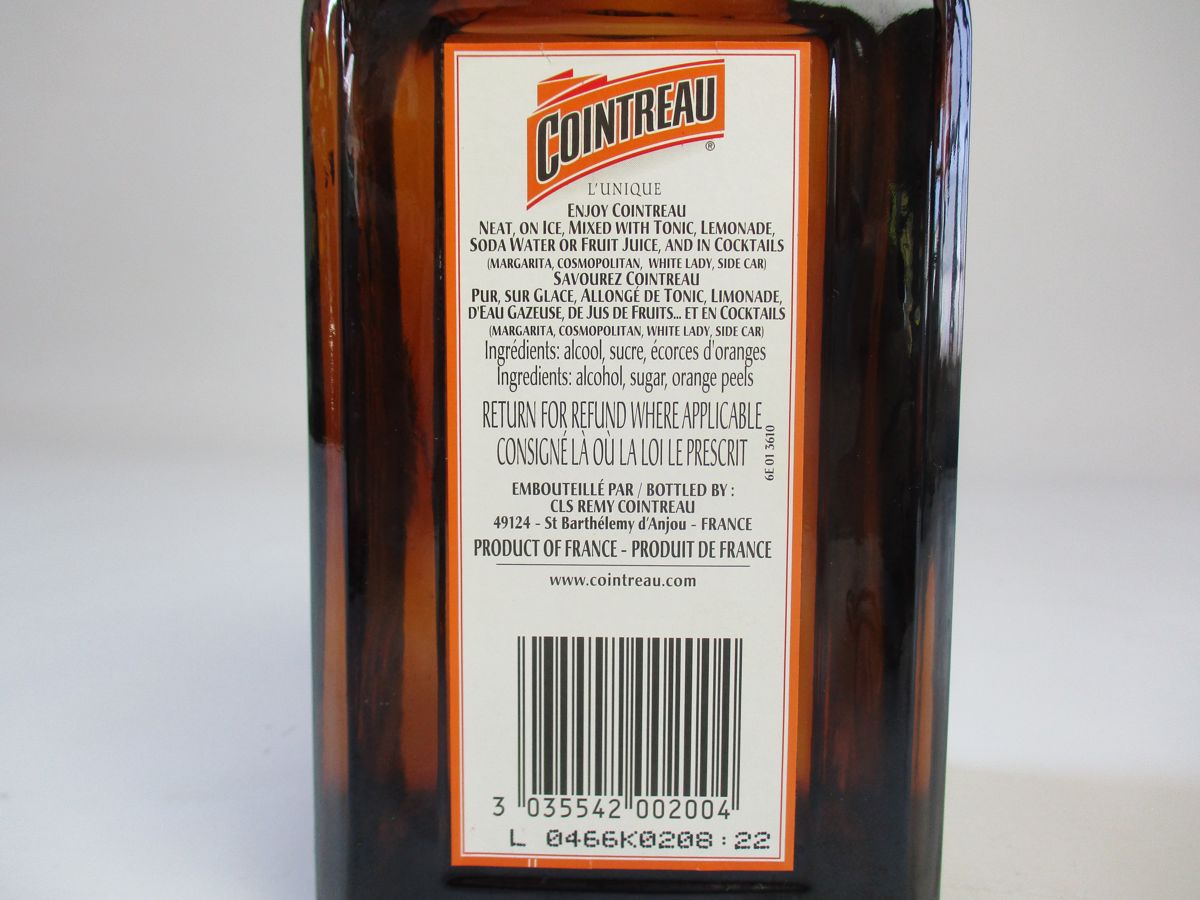 COINTREAU
®
L'UNIQUE
ENJOY COINTREAU
NEAT, ON ICE, MIXED WITH TONIC, LEMONADE,
SODA WATER OR FRUIT JUICE, AND IN COCKTAILS
(MARGARITA, COSMOPOLITAN, WHITE LADY, SIDE CAR)
SAVOUREZ COINTREAU
PUR, SUR GLACE, ALLONGÉ DE TONIC, LIMONADE,
D'EAU GAZEUSE, DE JUS DE FRUITS... ET EN COCKTAILS
(MARGARITA, COSMOPOLITAN, WHITE LADY, SIDE CAR)
Ingrédients: alcool, sucre, écorces d'oranges
Ingredients: alcohol, sugar, orange peels
RETURN FOR REFUND WHERE APPLICABLE
CONSIGNÉ LÀ OÙ LA LOI LE PRESCRIT
6E 01 3610
EMBOUTEILLÉ PAR / BOTTLED BY :
CLS REMY COINTREAU
49124 - St Barthélemy d'Anjou - FRANCE
PRODUCT OF FRANCE - PRODUIT DE FRANCE
www.cointreau.com
3 035542 002004
L 0466K0208:22